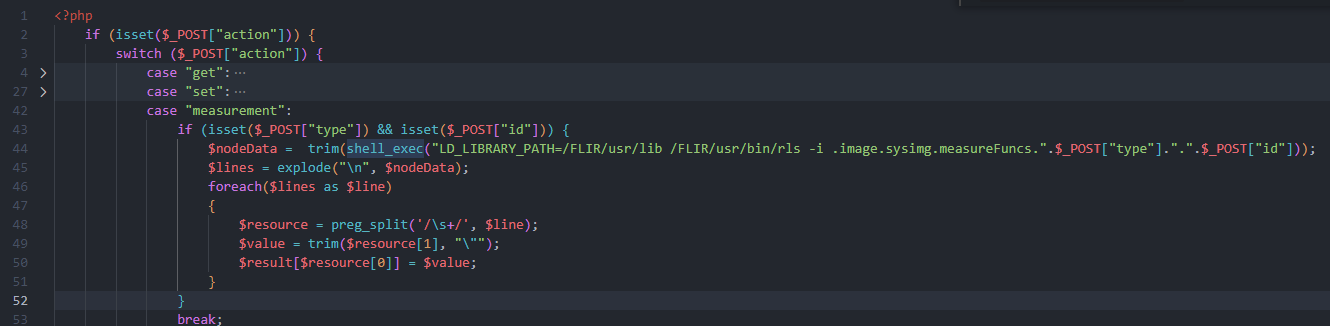 1 <?php
2 if (isset($_POST["action"])) {
3 switch ($_POST["action"]) {
4 > case "get":···
27 > case "set":···
42 case "measurement":
43 if (isset($_POST["type"]) && isset($_POST["id"])) {
44 $nodeData =  trim(shell_exec("LD_LIBRARY_PATH=/FLIR/usr/lib /FLIR/usr/bin/rls -i .image.sysimg.measureFuncs.".$_POST["type"].".".$_POST["id"]));
45 $lines = explode("\n", $nodeData);
46 foreach($lines as $line)
47 {
48 $resource = preg_split('/\s+/', $line);
49 $value = trim($resource[1], "\"");
50 $result[$resource[0]] = $value;
51 }
52 }
53 break;